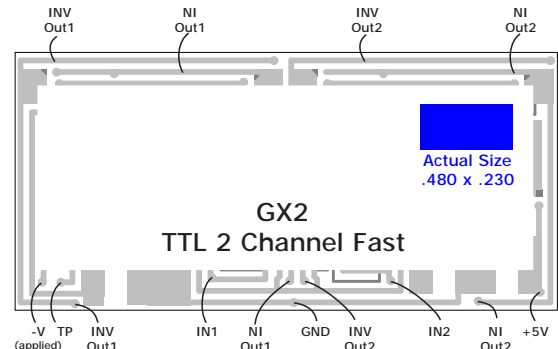 INV NI INV NI
Out1 Out1 Out2 Out2
Actual Size
.480 x .230
GX2
TTL 2 Channel Fast
-V TP INV IN1 NI GND INV IN2 NI +5V
(applied) Out1 Out1 Out2 Out2